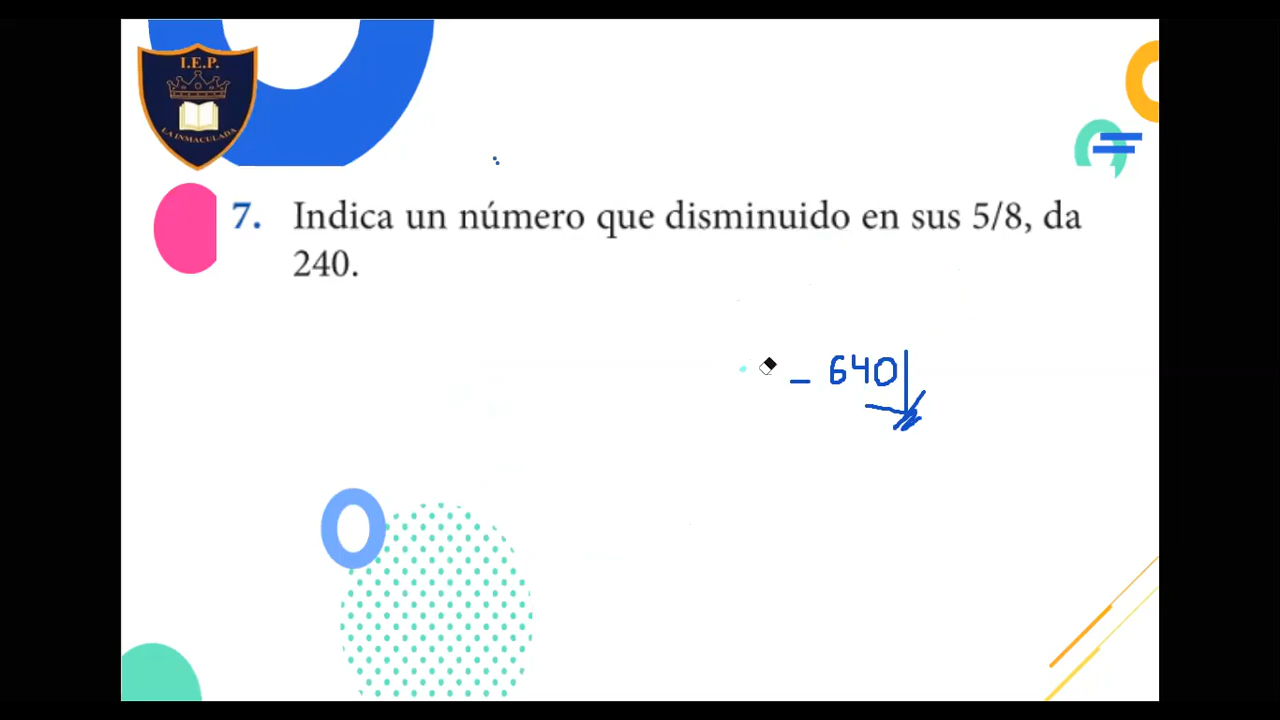 I.E.P.
LA INMACULADA
7. Indica un número que disminuido en sus 5/8, da
240.
– 640